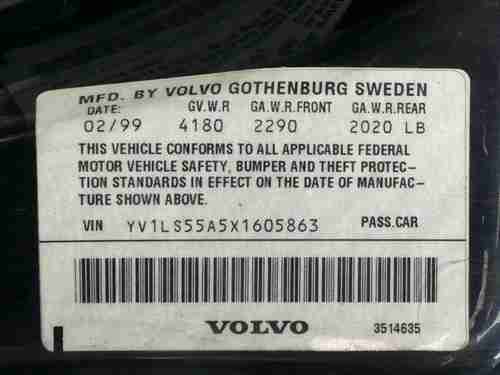 MFD. BY VOLVO GOTHENBURG SWEDEN
DATE: GV.W.R GA.W.R.FRONT GA.W.R.REAR
02/99 4180 2290 2020 LB
THIS VEHICLE CONFORMS TO ALL APPLICABLE FEDERAL
MOTOR VEHICLE SAFETY, BUMPER AND THEFT PROTEC-
TION STANDARDS IN EFFECT ON THE DATE OF MANUFAC-
TURE SHOWN ABOVE.
VIN YV1LS55A5X1605863 PASS.CAR
VOLVO 3514635